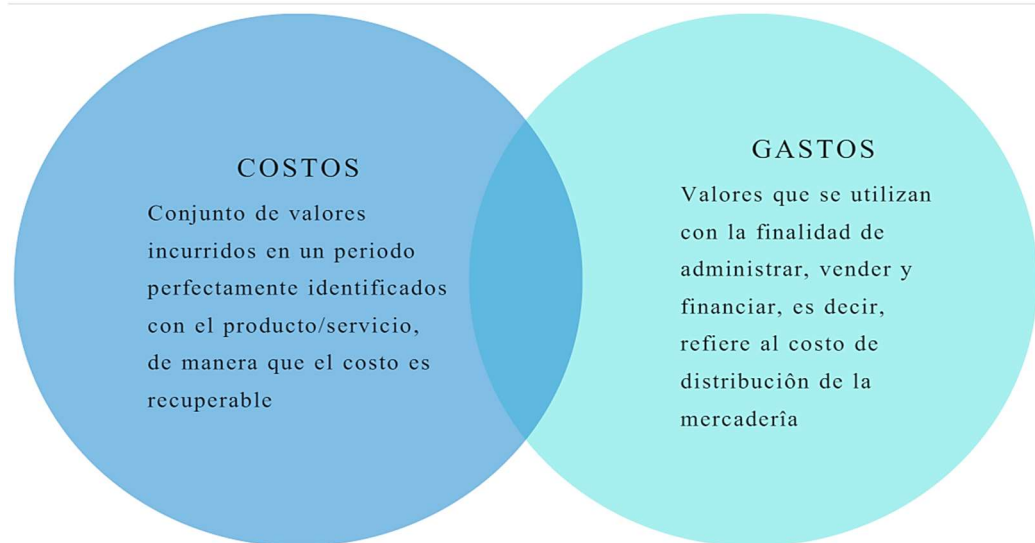 COSTOS
Conjunto de valores
incurridos en un periodo
perfectamente identificados
con el producto/servicio,
de manera que el costo es
recuperable
GASTOS
Valores que se utilizan
con la finalidad de
administrar, vender y
financiar, es decir,
refiere al costo de
distribuciôn de la
mercaderîa